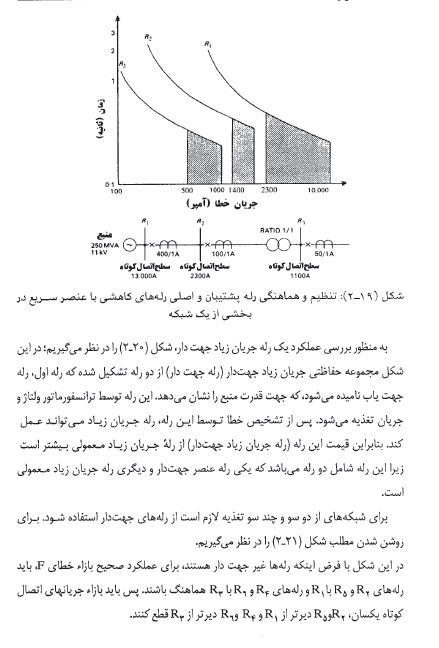 3
2
1
0·1
زمان (ثانیه)
R₃
R₂
R₁
100
500
1000
1400
2300
10,000
جریان خطا (آمپر)
منبع
250 MVA
11 kV
R₁
R₂
R₃
400/1A
100/1A
RATIO 1/1
50/1A
سطح اتصال کوتاه
13.000A
سطح اتصال کوتاه
2300A
سطح اتصال کوتاه
1100A
شکل (۱۹-۲): تنظیم و هماهنگی رله پشتیبان و اصلی رله‌های کاهشی با عنصر سریع در
بخشی از یک شبکه
به منظور بررسی عملکرد یک رله جریان زیاد جهت دار، شکل (۲۰-۲) را در نظر می‌گیریم؛ در این
شکل مجموعه حفاظتی جریان زیاد جهت‌دار (رله جهت دار) از دو رله تشکیل شده که رله اول، رله
جهت یاب نامیده می‌شود، که جهت قدرت منبع را نشان می‌دهد. این رله توسط ترانسفورماتور ولتاژ و
جریان تغذیه می‌شود. پس از تشخیص خطا توسط این رله، رله جریان زیاد می‌تواند عمل
کند. بنابراین قیمت این رله (رله جریان زیاد جهت‌دار) از رلهٔ جریان زیاد معمولی بیشتر است
زیرا این رله شامل دو رله می‌باشد که یکی رله عنصر جهت‌دار و دیگری رله جریان زیاد معمولی
است.
برای شبکه‌های از دو سو و چند سو تغذیه لازم است از رله‌های جهت‌دار استفاده شود. برای
روشن شدن مطلب شکل (۲۱-۲) را در نظر می‌گیریم.
در این شکل با فرض اینکه رله‌ها غیر جهت دار هستند، برای عملکرد صحیح بازاء خطای F، باید
رله‌های R۲ و R۵ با R۱ و رله‌های R۴ و R۶ با R۳ هماهنگ باشند. پس باید بازاء جریانهای اتصال
کوتاه یکسان، R۲ و R۵ دیرتر از R۱ و R۴ و R۶ دیرتر از R۳ قطع کنند.